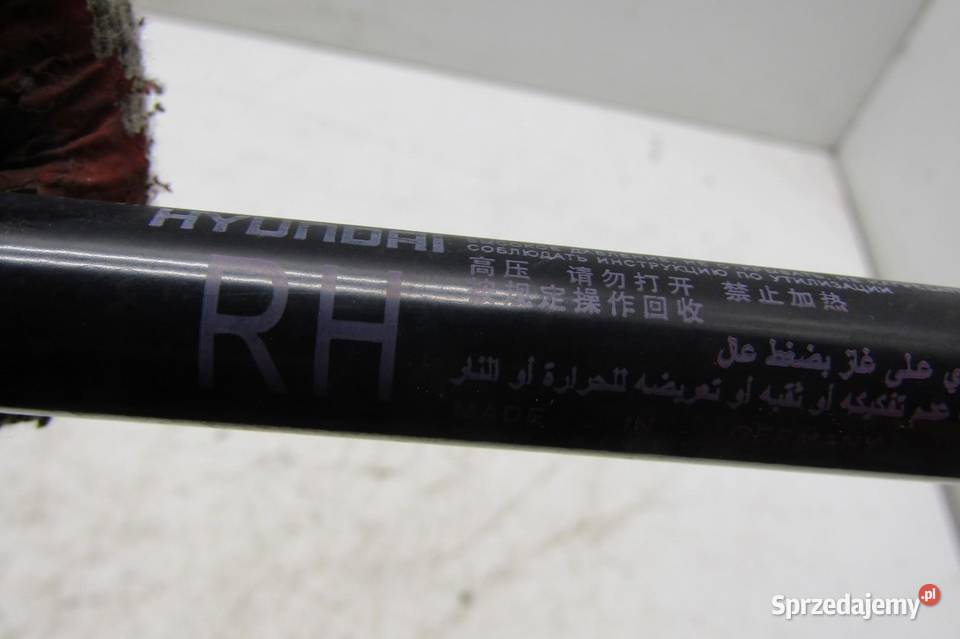 HYUNDAI
RH
СОБЛЮДАТЬ ИНСТРУКЦИЮ ПО УТИЛИЗАЦИИ
高压 请勿打开 禁止加热
按规定操作回收
على غاز بضغط عال
عدم تفكيكه أو ثقبه أو تعريضه للحرارة أو النار
MADE IN GERMANY
Sprzedajemy.pl